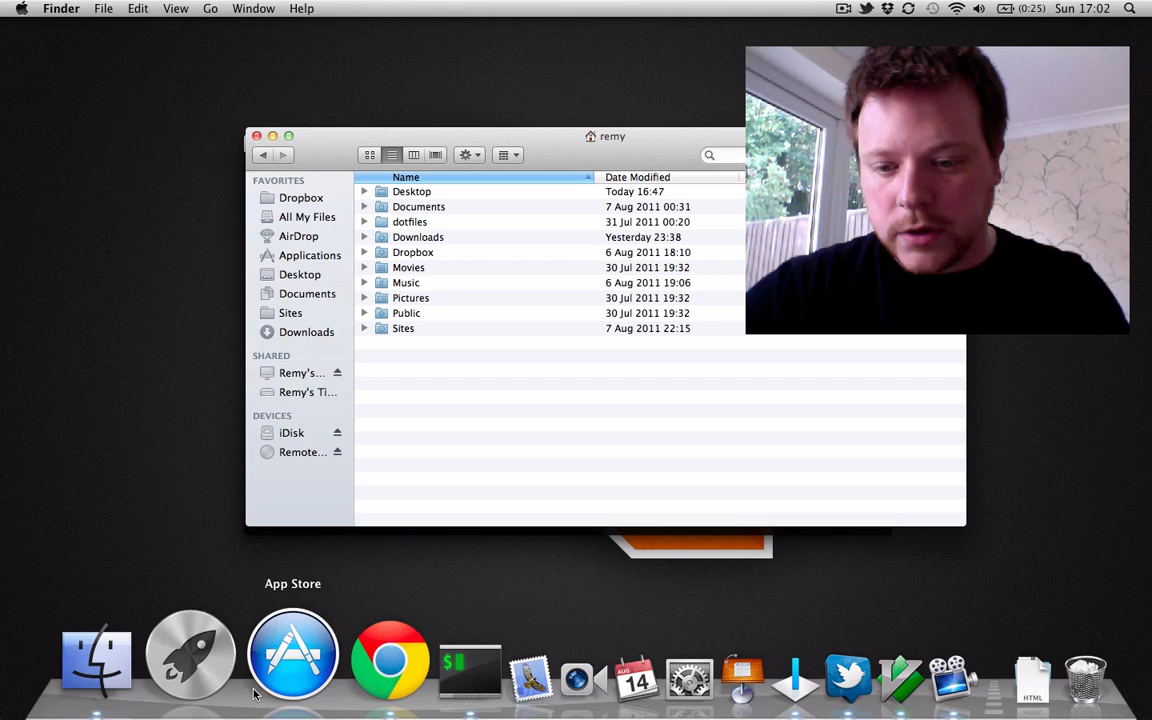 Finder File Edit View Go Window Help (0:25) Sun 17:02
remy
Name Date Modified
FAVORITES
Dropbox
All My Files
AirDrop
Applications
Desktop
Documents
Sites
Downloads
SHARED
Remy's...
Remy's Ti...
DEVICES
iDisk
Remote...
Desktop Today 16:47
Documents 7 Aug 2011 00:31
dotfiles 31 Jul 2011 00:20
Downloads Yesterday 23:38
Dropbox 6 Aug 2011 18:10
Movies 30 Jul 2011 19:32
Music 6 Aug 2011 19:06
Pictures 30 Jul 2011 19:32
Public 30 Jul 2011 19:32
Sites 7 Aug 2011 22:15
App Store
$
AUG
14
HTML